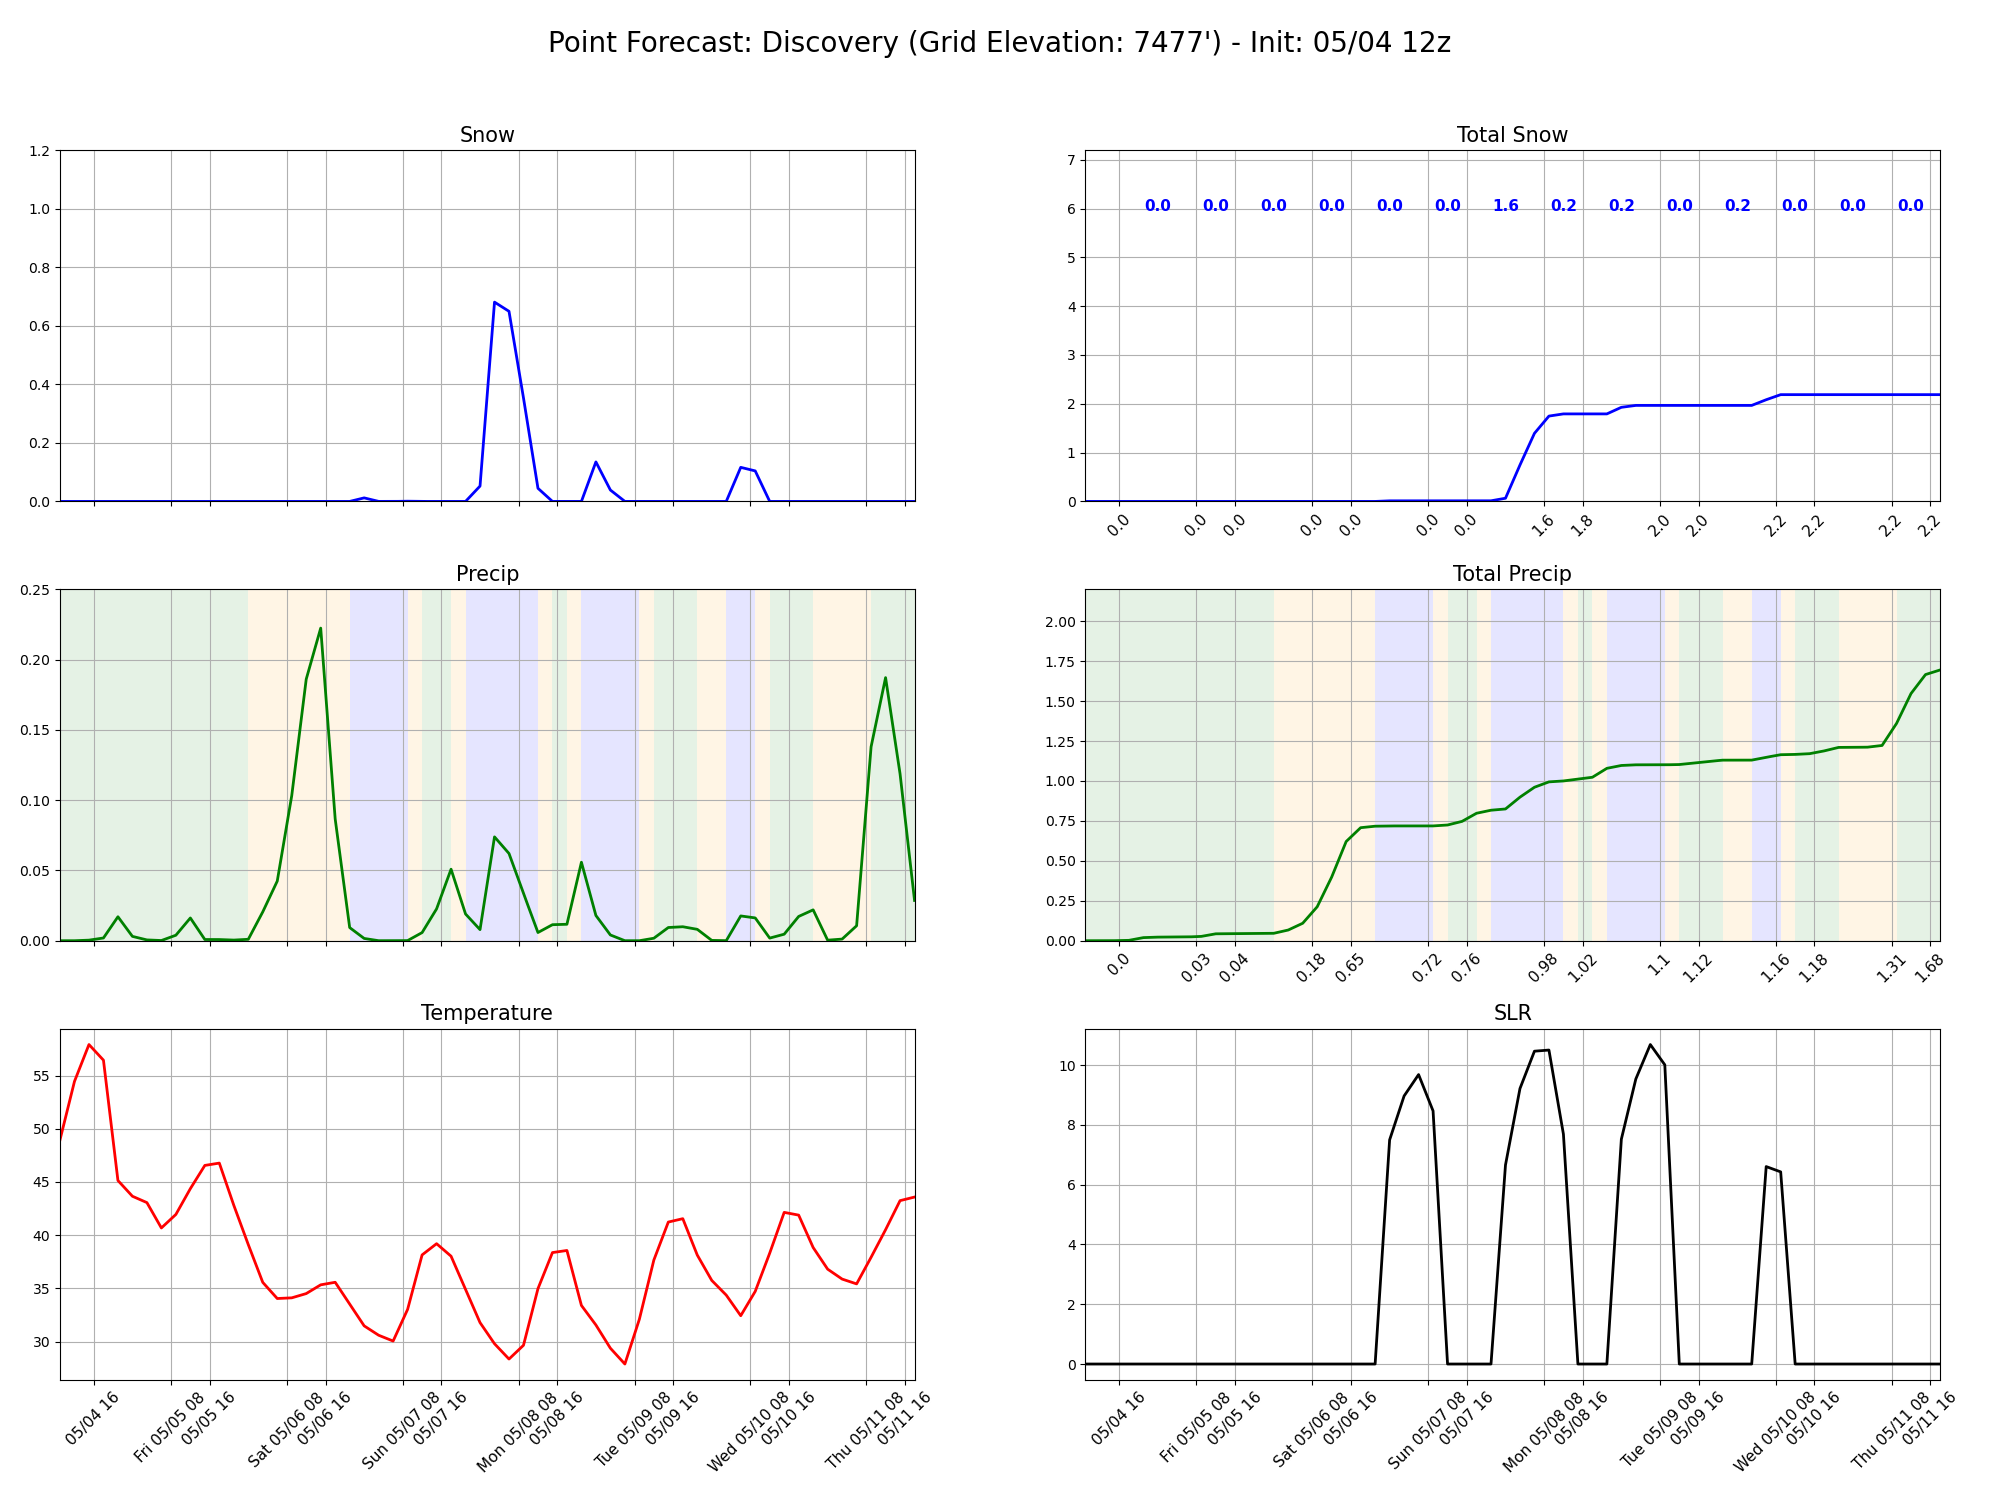 Point Forecast: Discovery (Grid Elevation: 7477') - Init: 05/04 12z
Snow
1.2
1.0
0.8
0.6
0.4
0.2
0.0
Total Snow
7
6
5
4
3
2
1
0
0.0 0.0 0.0 0.0 0.0 0.0 1.6 0.2 0.2 0.0 0.2 0.0 0.0 0.0
0.0 0.0 0.0 0.0 0.0 0.0 0.0 1.6 1.8 2.0 2.0 2.2 2.2 2.2 2.2
Precip
0.25
0.20
0.15
0.10
0.05
0.00
Total Precip
2.00
1.75
1.50
1.25
1.00
0.75
0.50
0.25
0.00
0.0 0.03 0.04 0.18 0.65 0.72 0.76 0.98 1.02 1.1 1.12 1.16 1.18 1.31 1.68
Temperature
55
50
45
40
35
30
05/04 16
Fri 05/05 08
05/05 16
Sat 05/06 08
05/06 16
Sun 05/07 08
05/07 16
Mon 05/08 08
05/08 16
Tue 05/09 08
05/09 16
Wed 05/10 08
05/10 16
Thu 05/11 08
05/11 16
SLR
10
8
6
4
2
0
05/04 16
Fri 05/05 08
05/05 16
Sat 05/06 08
05/06 16
Sun 05/07 08
05/07 16
Mon 05/08 08
05/08 16
Tue 05/09 08
05/09 16
Wed 05/10 08
05/10 16
Thu 05/11 08
05/11 16